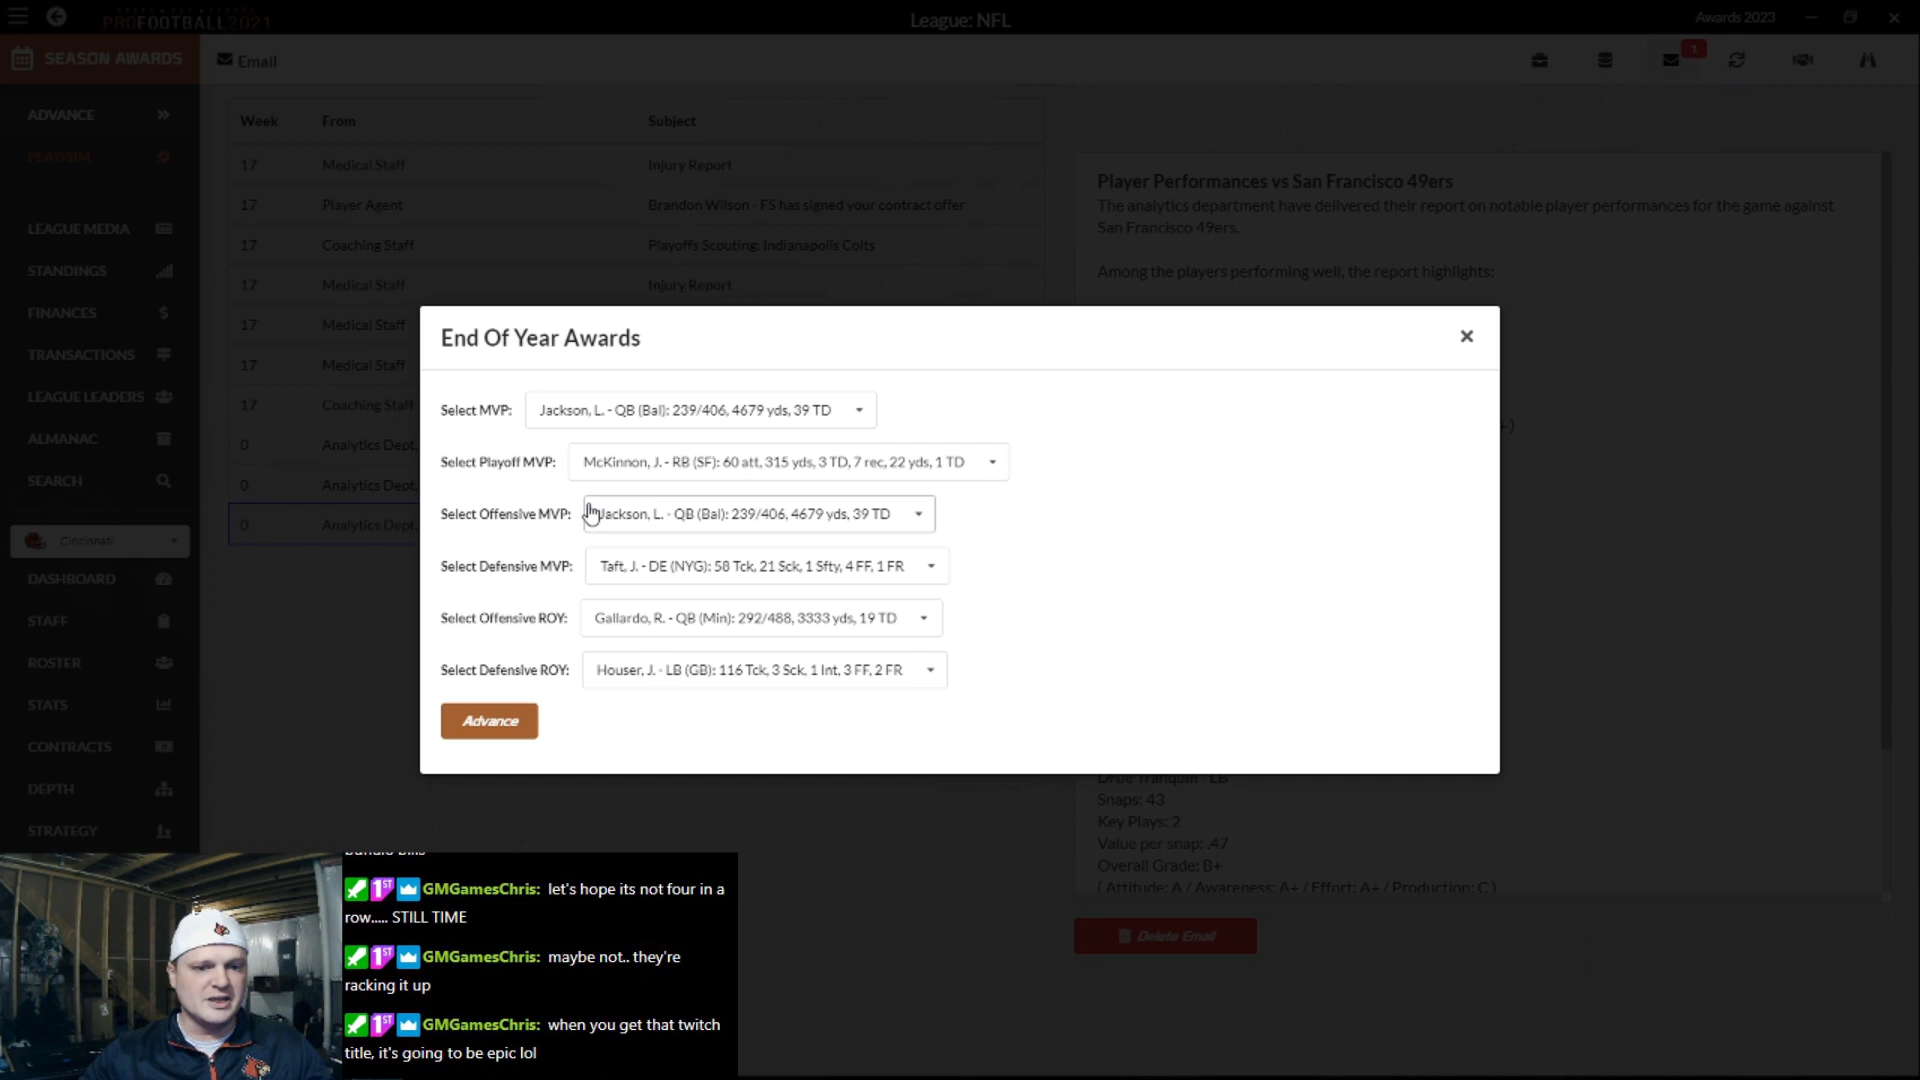 PROFOOTBALL2021
League: NFL
Awards 2023
SEASON AWARDS
Email
1
ADVANCE
PLAY/SIM
LEAGUE MEDIA
STANDINGS
FINANCES
TRANSACTIONS
LEAGUE LEADERS
ALMANAC
SEARCH
Cincinnati
DASHBOARD
STAFF
ROSTER
STATS
CONTRACTS
DEPTH
STRATEGY
Week From Subject
17 Medical Staff Injury Report
17 Player Agent Brandon Wilson - FS has signed your contract offer
17 Coaching Staff Playoffs Scouting: Indianapolis Colts
17 Medical Staff Injury Report
17 Medical Staff
17 Medical Staff
17 Coaching Staff
0 Analytics Dept.
0 Analytics Dept.
0 Analytics Dept.
Player Performances vs San Francisco 49ers
The analytics department have delivered their report on notable player performances for the game against
San Francisco 49ers.
Among the players performing well, the report highlights:
End Of Year Awards
Select MVP: Jackson, L. - QB (Bal): 239/406, 4679 yds, 39 TD
Select Playoff MVP: McKinnon, J. - RB (SF): 60 att, 315 yds, 3 TD, 7 rec, 22 yds, 1 TD
Select Offensive MVP: Jackson, L. - QB (Bal): 239/406, 4679 yds, 39 TD
Select Defensive MVP: Taft, J. - DE (NYG): 58 Tck, 21 Sck, 1 Sfty, 4 FF, 1 FR
Select Offensive ROY: Gallardo, R. - QB (Min): 292/488, 3333 yds, 19 TD
Select Defensive ROY: Houser, J. - LB (GB): 116 Tck, 3 Sck, 1 Int, 3 FF, 2 FR
Advance
Drue Tranquill - LB
Snaps: 43
Key Plays: 2
Value per snap: .47
Overall Grade: B+
( Attitude: A / Awareness: A+ / Effort: A+ / Production: C )
Delete Email
GMGamesChris: let's hope its not four in a
row..... STILL TIME
GMGamesChris: maybe not.. they're
racking it up
GMGamesChris: when you get that twitch
title, it's going to be epic lol